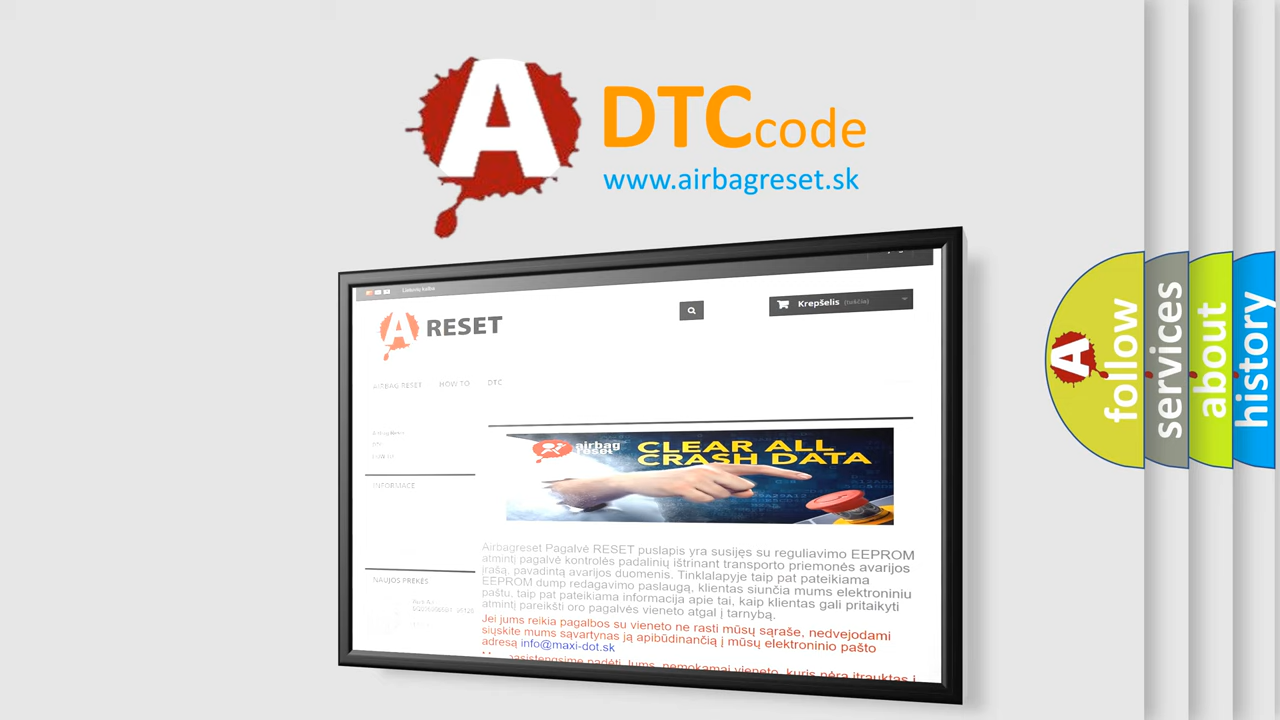 A DTCcode
www.airbagreset.sk
Lietuvių kalba
A RESET
Krepšelis (tuščia)
AIRBAG RESET HOW TO DTC
INFORMACE
airbag
reset
CLEAR ALL
CRASH DATA
Airbagreset Pagalvė RESET puslapis yra susijęs su reguliavimo EEPROM
atmintį pagalvė kontrolės padalinių ištrinant transporto priemonės avarijos
įrašą, pavadintą avarijos duomenis. Tinklalapyje taip pat pateikiama
EEPROM dump redagavimo paslaugą, klientas siunčia mums elektroniniu
paštu, taip pat pateikiama informacija apie tai, kaip klientas gali pritaikyti
atmintį pareikšti oro pagalvės vieneto atgal į tarnybą.
Jei jums reikia pagalbos su vieneto ne rasti mūsų sąraše, nedvejodami
siųskite mums sąvartynas ją apibūdinančią į mūsų elektroninio pašto
adresą info@maxi-dot.sk
NAUJOS PREKĖS
A follow
services
about
history